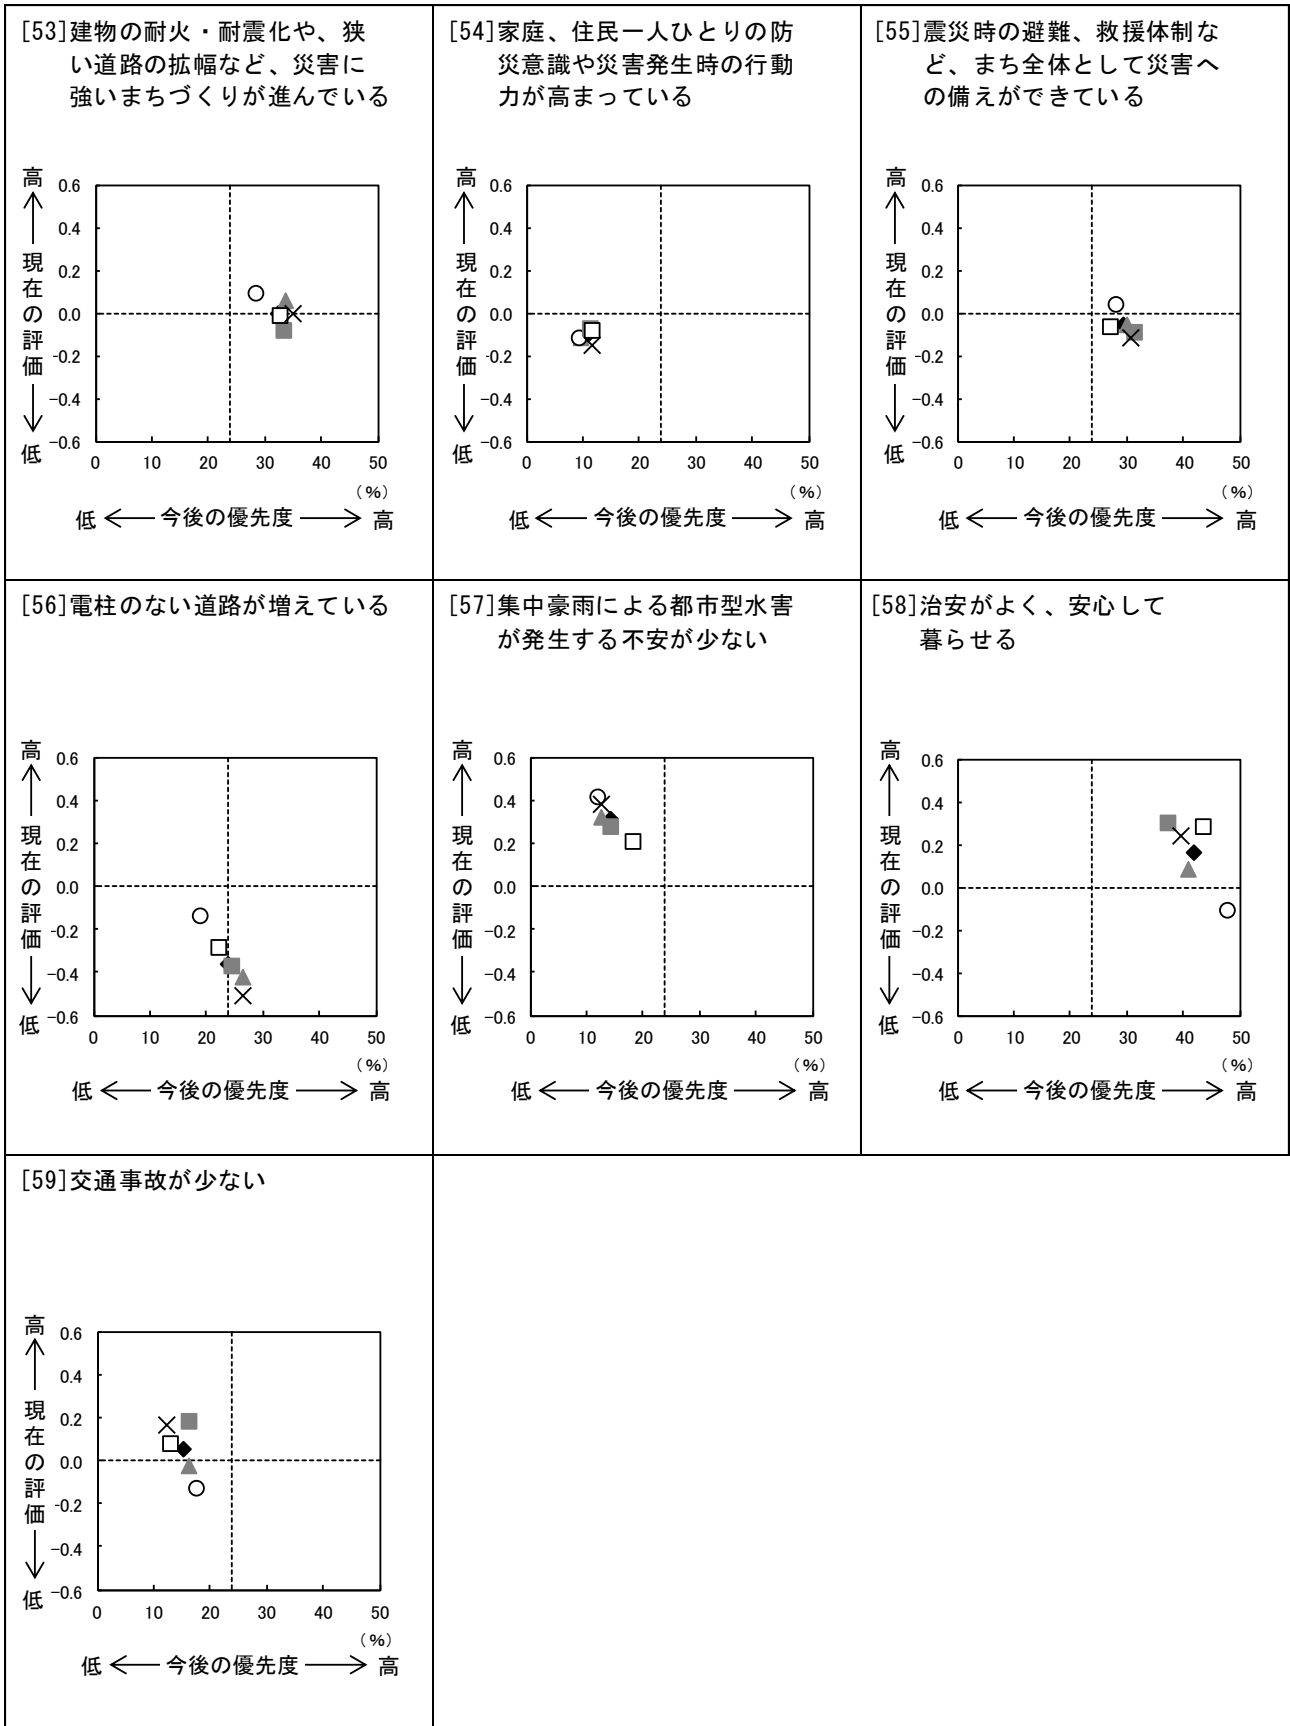 [53]建物の耐火・耐震化や、狭
い道路の拡幅など、災害に
強いまちづくりが進んでいる
高
現在の評価
低
0.6
0.4
0.2
0.0
-0.2
-0.4
-0.6
0 10 20 30 40 50
(%)
低 今後の優先度 高
[54]家庭、住民一人ひとりの防
災意識や災害発生時の行動
力が高まっている
高
現在の評価
低
0.6
0.4
0.2
0.0
-0.2
-0.4
-0.6
0 10 20 30 40 50
(%)
低 今後の優先度 高
[55]震災時の避難、救援体制な
ど、まち全体として災害へ
の備えができている
高
現在の評価
低
0.6
0.4
0.2
0.0
-0.2
-0.4
-0.6
0 10 20 30 40 50
(%)
低 今後の優先度 高
[56]電柱のない道路が増えている
高
現在の評価
低
0.6
0.4
0.2
0.0
-0.2
-0.4
-0.6
0 10 20 30 40 50
(%)
低 今後の優先度 高
[57]集中豪雨による都市型水害
が発生する不安が少ない
高
現在の評価
低
0.6
0.4
0.2
0.0
-0.2
-0.4
-0.6
0 10 20 30 40 50
(%)
低 今後の優先度 高
[58]治安がよく、安心して
暮らせる
高
現在の評価
低
0.6
0.4
0.2
0.0
-0.2
-0.4
-0.6
0 10 20 30 40 50
(%)
低 今後の優先度 高
[59]交通事故が少ない
高
現在の評価
低
0.6
0.4
0.2
0.0
-0.2
-0.4
-0.6
0 10 20 30 40 50
(%)
低 今後の優先度 高